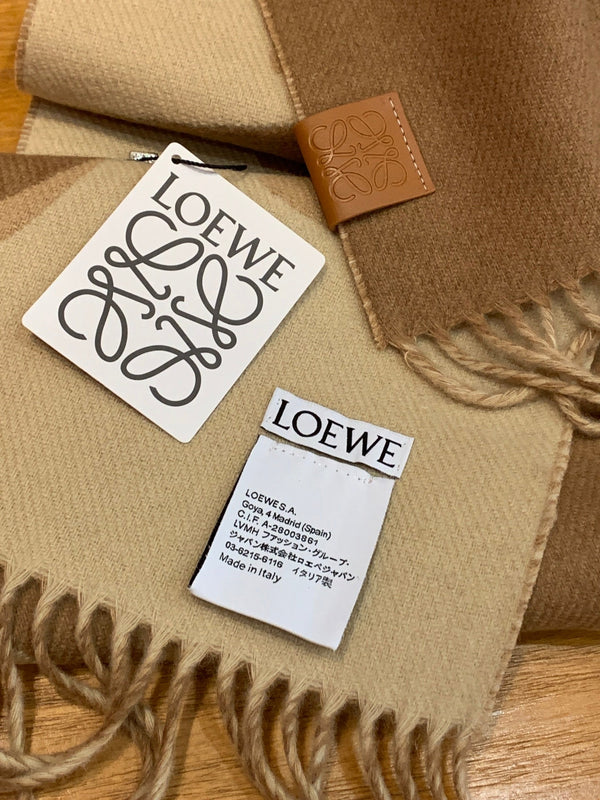 LOEWE
LOEWE
LOEWE S.A.
Goya, 4 Madrid (Spain)
C.I.F. A-28003861
LVMH ファッション・グループ・
ジャパン株式会社ロエベジャパン
03-6215-6116 イタリア製
Made in Italy